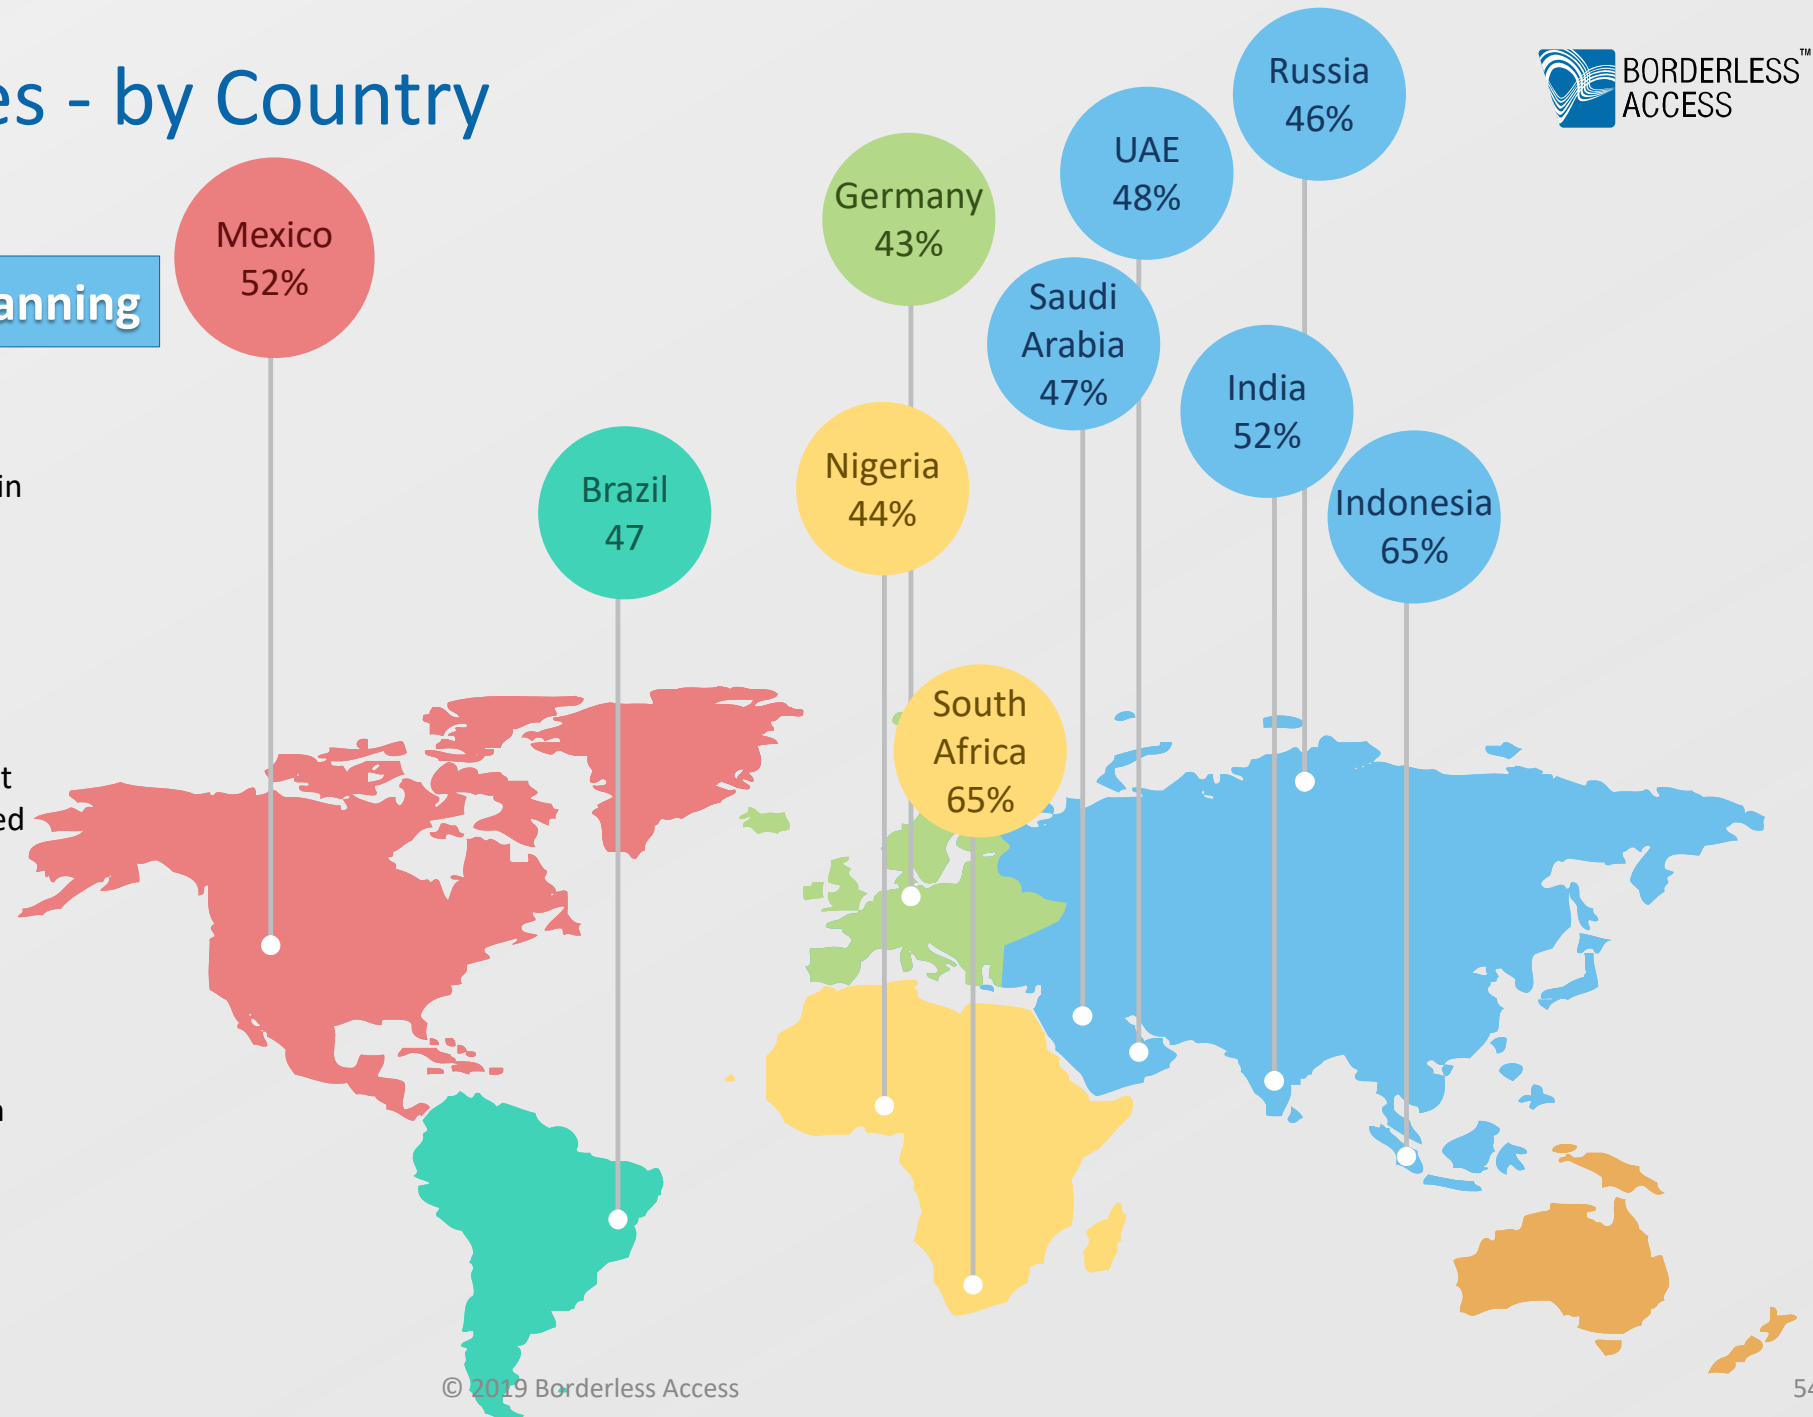 es - by Country
BORDERLESS™
ACCESS
Russia
46%
UAE
48%
Germany
43%
Mexico
52%
anning
Saudi
Arabia
47%
India
52%
Nigeria
44%
Brazil
47
Indonesia
65%
in
South
Africa
65%
t
ed
© 2019 Borderless Access
54